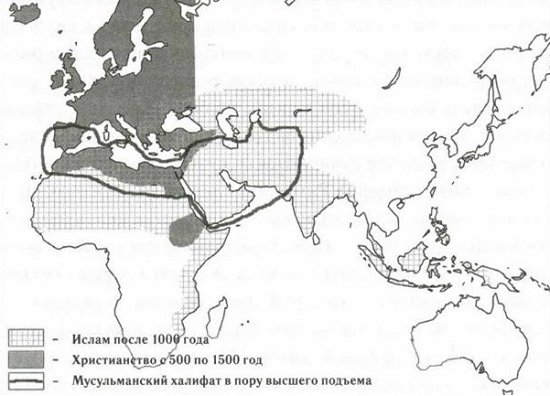 - Ислам после 1000 года
- Христианство с 500 по 1500 год
- Мусульманский халифат в пору высшего подъема